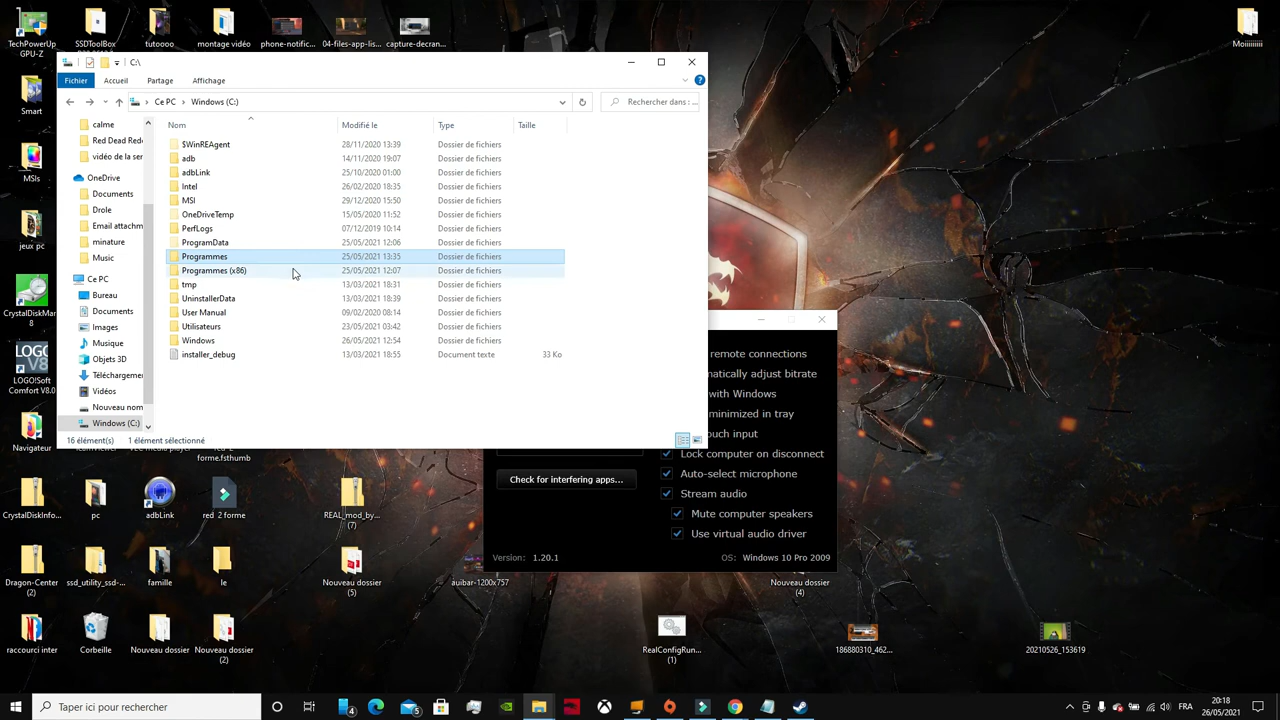 TechPowerUp
GPU-Z
SSDToolBox
tutoooo
montage vidéo
phone-notific...
04-files-app-lis...
capture-decran...
Moiiiiiiiii
C:\
Fichier
Accueil
Partage
Affichage
Ce PC > Windows (C:)
Rechercher dans : ...
Nom
Modifié le
Type
Taille
calme
Red Dead Rede
vidéo de la ser
OneDrive
Documents
Drole
Email attachm
minature
Music
Ce PC
Bureau
Documents
Images
Musique
Objets 3D
Téléchargeme
Vidéos
Nouveau nom
Windows (C:)
$WinREAgent 28/11/2020 13:39 Dossier de fichiers
adb 14/11/2020 19:07 Dossier de fichiers
adbLink 25/10/2020 01:00 Dossier de fichiers
Intel 26/02/2020 18:35 Dossier de fichiers
MSI 29/12/2020 15:50 Dossier de fichiers
OneDriveTemp 15/05/2021 11:52 Dossier de fichiers
PerfLogs 07/12/2019 10:14 Dossier de fichiers
ProgramData 25/05/2021 12:06 Dossier de fichiers
Programmes 25/05/2021 13:35 Dossier de fichiers
Programmes (x86) 25/05/2021 12:07 Dossier de fichiers
tmp 13/03/2021 18:31 Dossier de fichiers
UninstallerData 13/03/2021 18:39 Dossier de fichiers
User Manual 09/02/2020 08:14 Dossier de fichiers
Utilisateurs 23/05/2021 03:42 Dossier de fichiers
Windows 26/05/2021 12:54 Dossier de fichiers
installer_debug 13/03/2021 18:55 Document texte 33 Ko
16 élément(s) 1 élément sélectionné
Smart
MSIs
jeux pc
CrystalDiskMar
8
LOGO!Soft
Comfort V8.0
Navigateur
forme.fsthumb
remote connections
matically adjust bitrate
with Windows
minimized in tray
ouch input
Lock computer on disconnect
Auto-select microphone
Stream audio
Mute computer speakers
Use virtual audio driver
Check for interfering apps...
Version: 1.20.1
OS: Windows 10 Pro 2009
CrystalDiskInfo...
pc
adbLink
red 2 forme
REAL_mod_by...
(7)
Dragon-Center
(2)
ssd_utility_ssd-...
famille
le
Nouveau dossier
(5)
auibar-1200x757
Nouveau dossier
(4)
raccourci inter
Corbeille
Nouveau dossier
Nouveau dossier
(2)
RealConfigRun...
(1)
186880310_462...
20210526_153619
Taper ici pour rechercher
4
5
FRA
20:18
26/05/2021